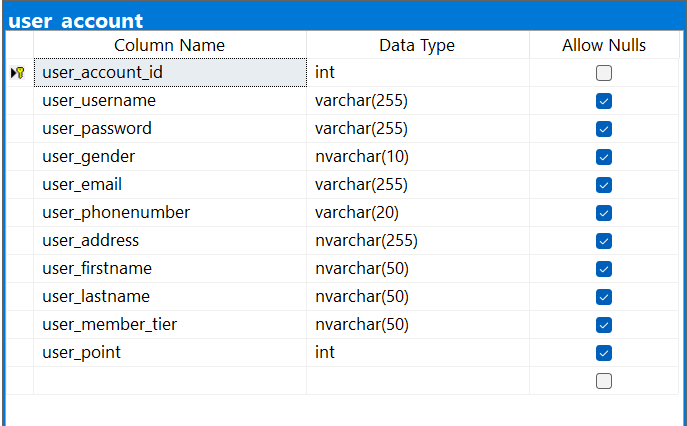 user_account
Column Name Data Type Allow Nulls
user_account_id int
user_username varchar(255)
user_password varchar(255)
user_gender nvarchar(10)
user_email varchar(255)
user_phonenumber varchar(20)
user_address nvarchar(255)
user_firstname nvarchar(50)
user_lastname nvarchar(50)
user_member_tier nvarchar(50)
user_point int